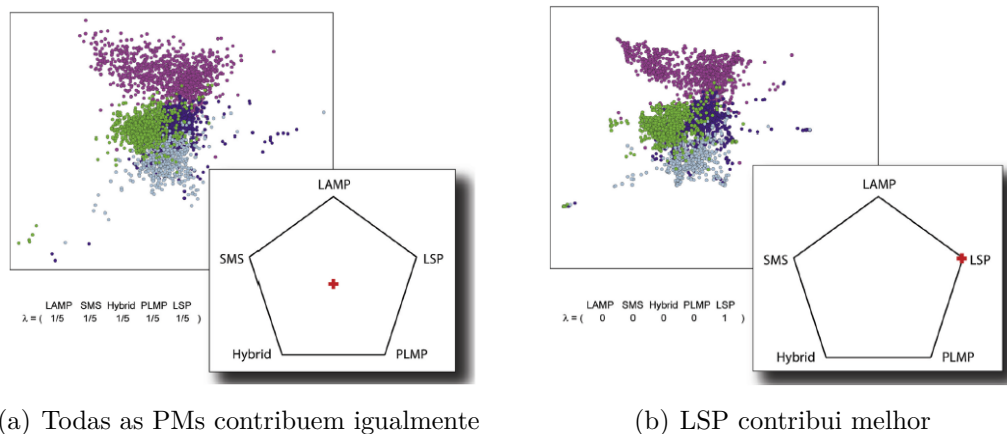 LAMP
SMS
LSP
Hybrid
PLMP
LAMP SMS Hybrid PLMP LSP
λ = ( 1/5 1/5 1/5 1/5 1/5 )
LAMP
SMS
LSP
Hybrid
PLMP
LAMP SMS Hybrid PLMP LSP
λ = ( 0 0 0 0 1 )
(a) Todas as PMs contribuem igualmente
(b) LSP contribui melhor